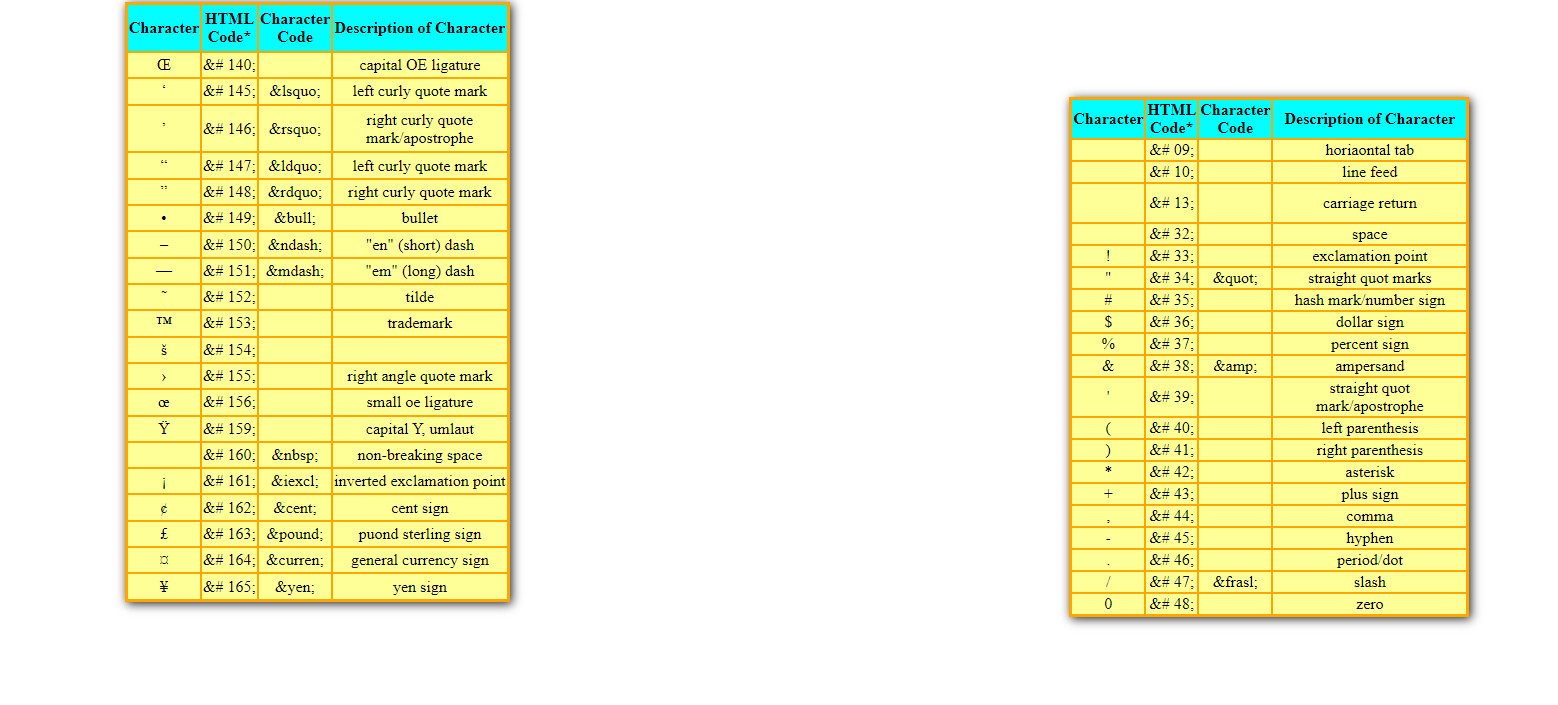 Character HTML Code* Character Code Description of Character
Œ &# 140; capital OE ligature
‘ &# 145; &lsquo; left curly quote mark
’ &# 146; &rsquo; right curly quote
mark/apostrophe
“ &# 147; &ldquo; left curly quote mark
” &# 148; &rdquo; right curly quote mark
• &# 149; &bull; bullet
– &# 150; &ndash; "en" (short) dash
— &# 151; &mdash; "em" (long) dash
˜ &# 152; tilde
™ &# 153; trademark
š &# 154;
› &# 155; right angle quote mark
œ &# 156; small oe ligature
Ÿ &# 159; capital Y, umlaut
&# 160; &nbsp; non-breaking space
¡ &# 161; &iexcl; inverted exclamation point
¢ &# 162; &cent; cent sign
£ &# 163; &pound; puond sterling sign
¤ &# 164; &curren; general currency sign
¥ &# 165; &yen; yen sign
Character HTML Code* Character Code Description of Character
&# 09; horiaontal tab
&# 10; line feed
&# 13; carriage return
&# 32; space
! &# 33; exclamation point
" &# 34; &quot; straight quot marks
# &# 35; hash mark/number sign
$ &# 36; dollar sign
% &# 37; percent sign
& &# 38; &amp; ampersand
' &# 39; straight quot
mark/apostrophe
( &# 40; left parenthesis
) &# 41; right parenthesis
* &# 42; asterisk
+ &# 43; plus sign
, &# 44; comma
- &# 45; hyphen
. &# 46; period/dot
/ &# 47; &frasl; slash
0 &# 48; zero